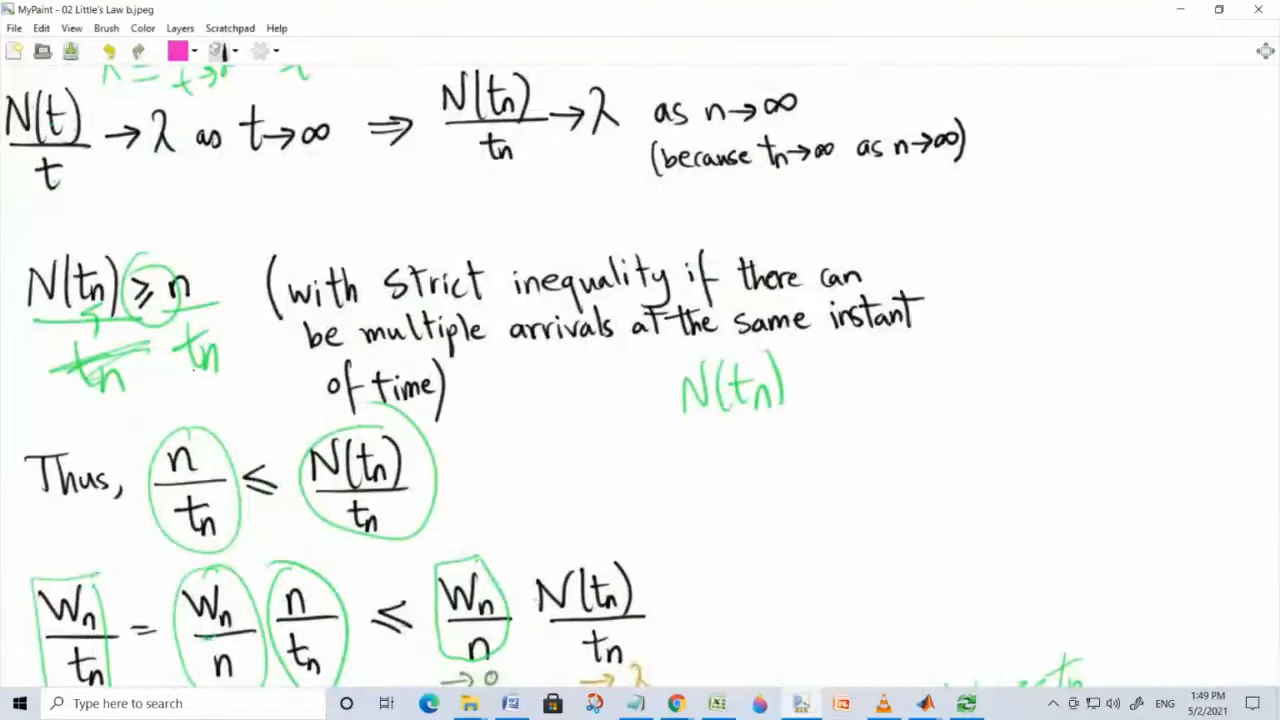 MyPaint - 02 Little's Law b.jpeg
File Edit View Brush Color Layers Scratchpad Help
N(t)/t → λ as t→∞ ⇒ N(tn)/tn → λ as n→∞
(because tn→∞ as n→∞)
N(tn) ≥ n (with strict inequality if there can
be multiple arrivals at the same instant
of time)
tn tn
N(tn)
Thus, n/tn ≤ N(tn)/tn
Wn/tn = Wn/n n/tn ≤ Wn/n N(tn)/tn
→0 →λ
tn
Type here to search
ENG
1:49 PM
5/2/2021